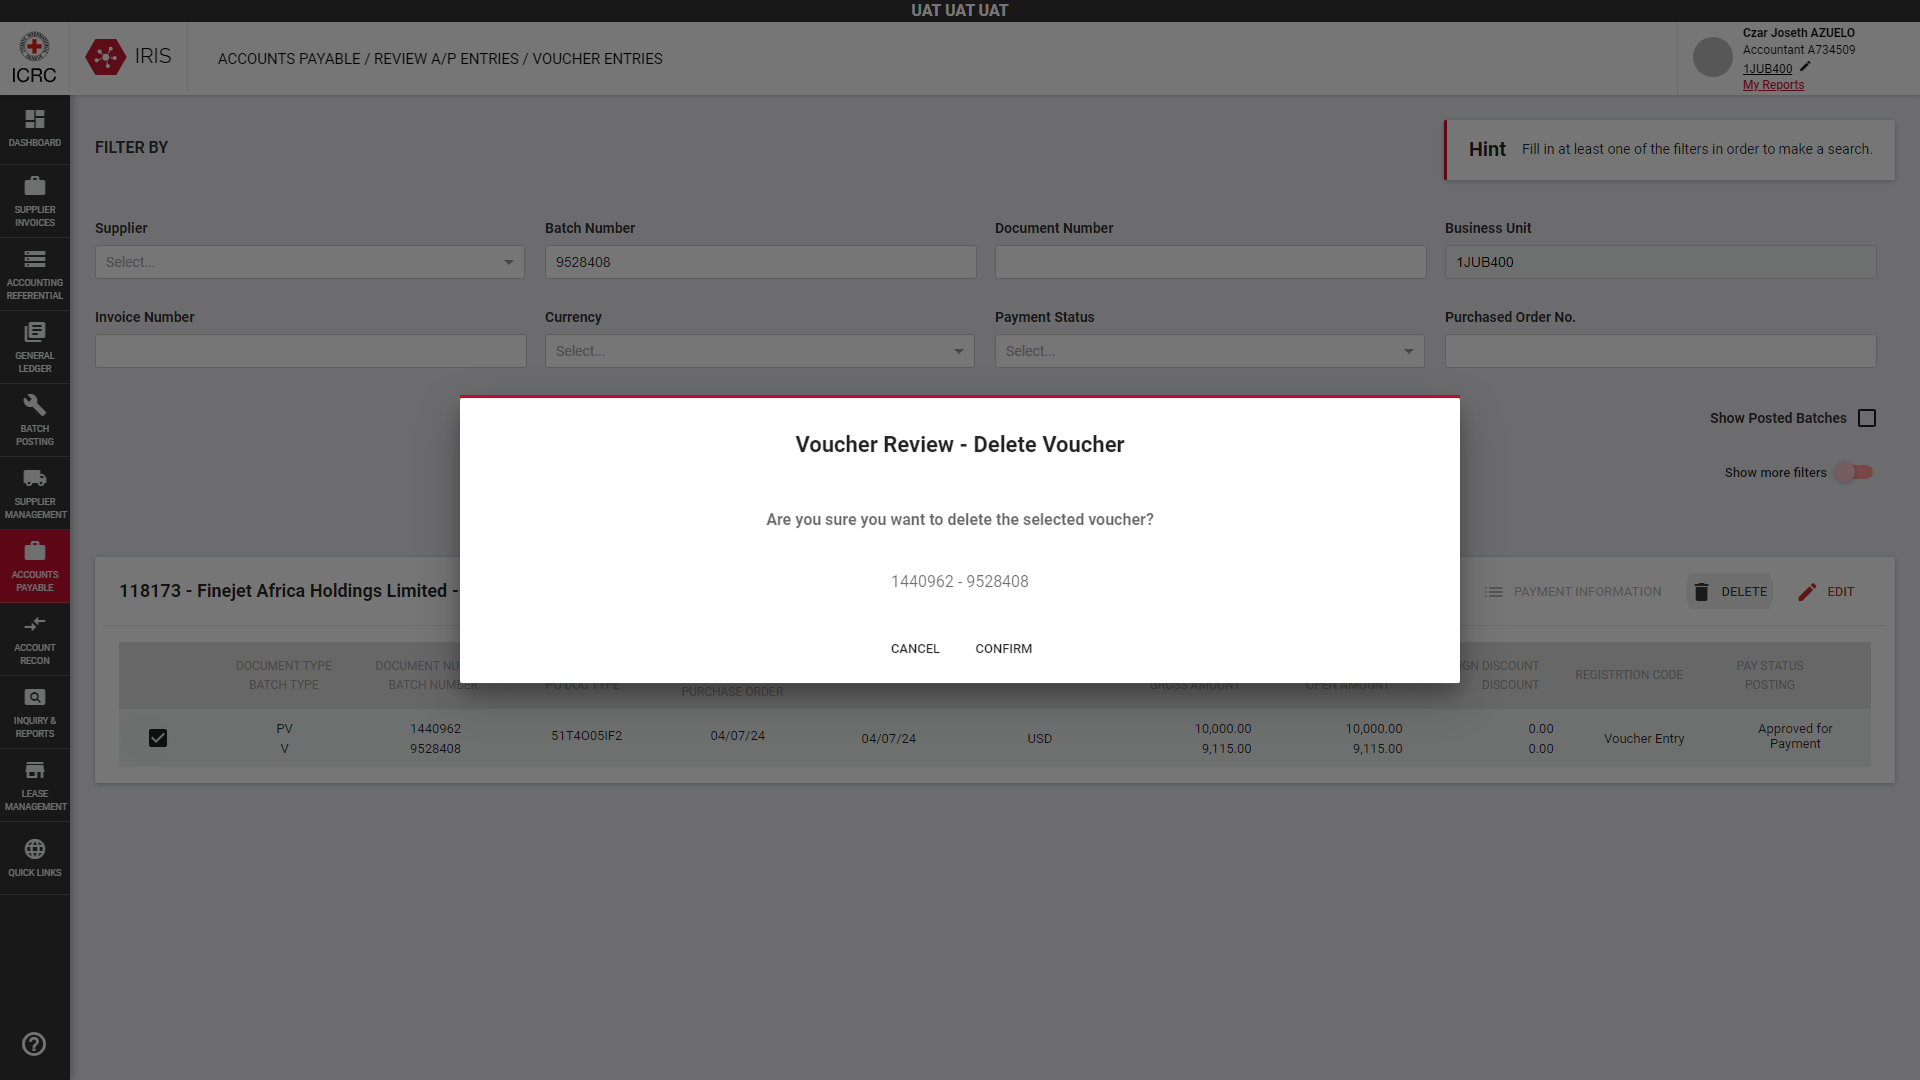 UAT UAT UAT
ICRC
IRIS
ACCOUNTS PAYABLE / REVIEW A/P ENTRIES / VOUCHER ENTRIES
Czar Joseth AZUELO
Accountant A734509
1JUB400
My Reports
DASHBOARD
SUPPLIER
INVOICES
ACCOUNTING
REFERENTIAL
GENERAL
LEDGER
BATCH
POSTING
SUPPLIER
MANAGEMENT
ACCOUNTS
PAYABLE
ACCOUNT
RECON
INQUIRY &
REPORTS
LEASE
MANAGEMENT
QUICK LINKS
FILTER BY
Hint Fill in at least one of the filters in order to make a search.
Supplier
Select...
Batch Number
9528408
Document Number
Business Unit
1JUB400
Invoice Number
Currency
Select...
Payment Status
Select...
Purchased Order No.
Show Posted Batches
Show more filters
Voucher Review - Delete Voucher
Are you sure you want to delete the selected voucher?
1440962 - 9528408
CANCEL CONFIRM
118173 - Finejet Africa Holdings Limited -
PAYMENT INFORMATION
DELETE
EDIT
DOCUMENT TYPE
BATCH TYPE
DOCUMENT NU
BATCH NUMBER
PO DOC TYPE
PURCHASE ORDER
GROSS AMOUNT
OPEN AMOUNT
GN DISCOUNT
DISCOUNT
REGISTRTION CODE
PAY STATUS
POSTING
PV
V
1440962
9528408
51T4O05IF2
04/07/24
04/07/24
USD
10,000.00
9,115.00
10,000.00
9,115.00
0.00
0.00
Voucher Entry
Approved for
Payment